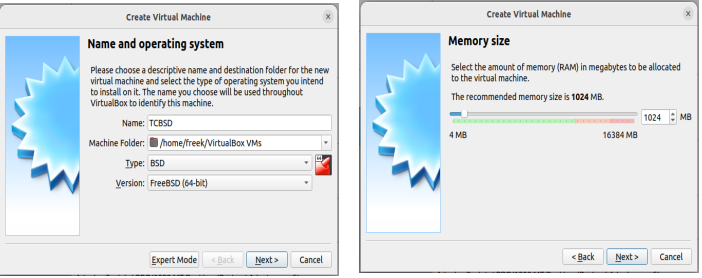 Create Virtual Machine
Name and operating system
Please choose a descriptive name and destination folder for the new
virtual machine and select the type of operating system you intend
to install on it. The name you choose will be used throughout
VirtualBox to identify this machine.
Name: TCBSD
Machine Folder: /home/freek/VirtualBox VMs
Type: BSD
64
Version: FreeBSD (64-bit)
Expert Mode < Back Next > Cancel
Create Virtual Machine
Memory size
Select the amount of memory (RAM) in megabytes to be allocated
to the virtual machine.
The recommended memory size is 1024 MB.
1024 MB
4 MB 16384 MB
< Back Next > Cancel